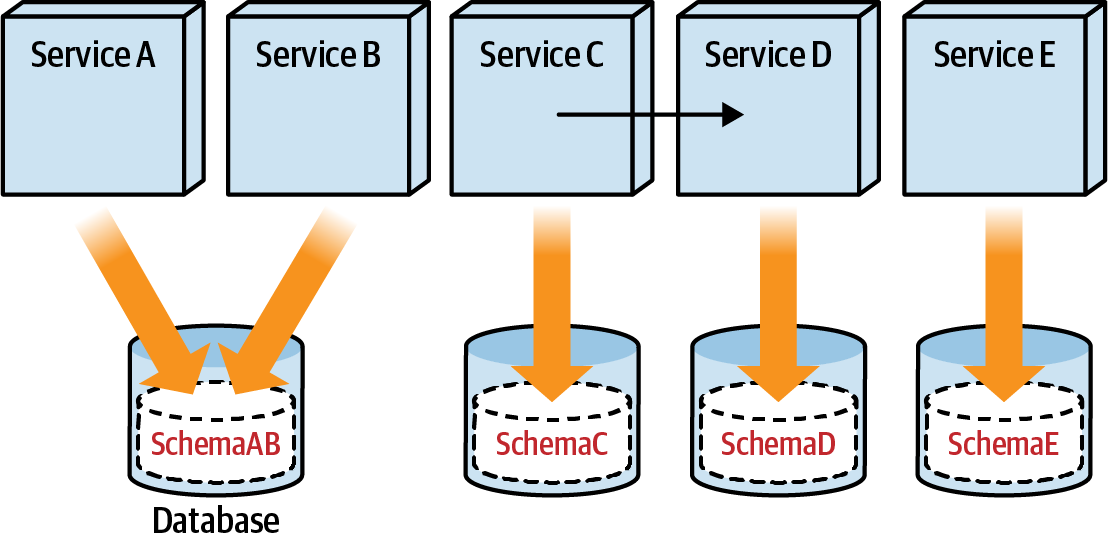 Service A
Service B
Service C
Service D
Service E
SchemaAB
SchemaC
SchemaD
SchemaE
Database